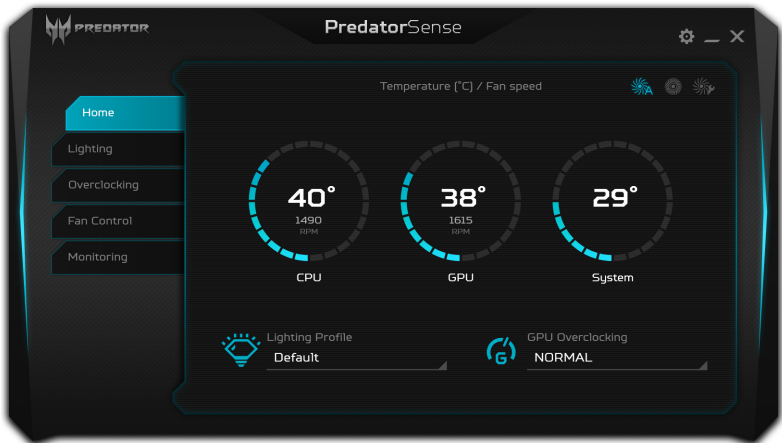 PREDATOR
PredatorSense
Temperature (°C) / Fan speed
A
Home
Lighting
Overclocking
Fan Control
Monitoring
40°
1490
RPM
CPU
38°
1615
RPM
GPU
29°
System
Lighting Profile
Default
G
GPU Overclocking
NORMAL